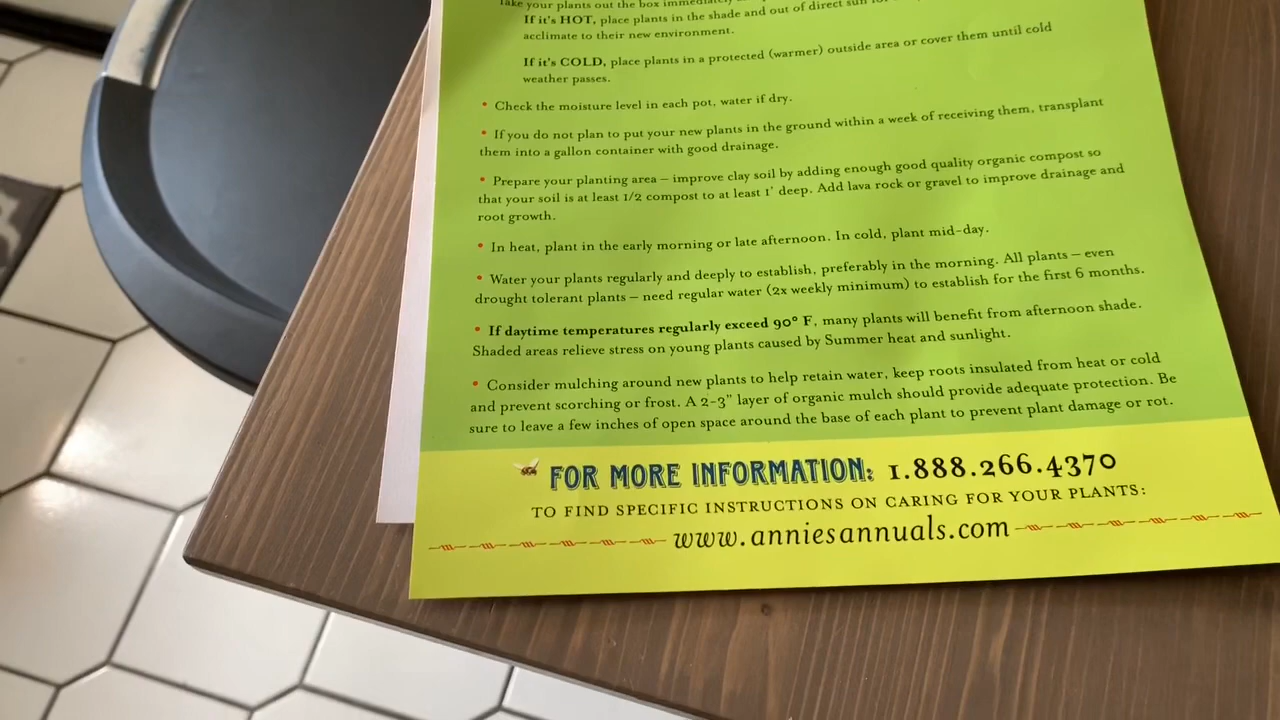 Take your plants out the box immediately
If it's HOT, place plants in the shade and out of direct sun
acclimate to their new environment.
If it's COLD, place plants in a protected (warmer) outside area or cover them until cold
weather passes.
• Check the moisture level in each pot, water if dry.
• If you do not plan to put your new plants in the ground within a week of receiving them, transplant
them into a gallon container with good drainage.
• Prepare your planting area – improve clay soil by adding enough good quality organic compost so
that your soil is at least 1/2 compost to at least 1' deep. Add lava rock or gravel to improve drainage and
root growth.
• In heat, plant in the early morning or late afternoon. In cold, plant mid-day.
• Water your plants regularly and deeply to establish, preferably in the morning. All plants – even
drought tolerant plants – need regular water (2x weekly minimum) to establish for the first 6 months.
• If daytime temperatures regularly exceed 90° F, many plants will benefit from afternoon shade.
Shaded areas relieve stress on young plants caused by Summer heat and sunlight.
• Consider mulching around new plants to help retain water, keep roots insulated from heat or cold
and prevent scorching or frost. A 2-3" layer of organic mulch should provide adequate protection. Be
sure to leave a few inches of open space around the base of each plant to prevent plant damage or rot.
FOR MORE INFORMATION: 1.888.266.4370
TO FIND SPECIFIC INSTRUCTIONS ON CARING FOR YOUR PLANTS:
www.anniesannuals.com